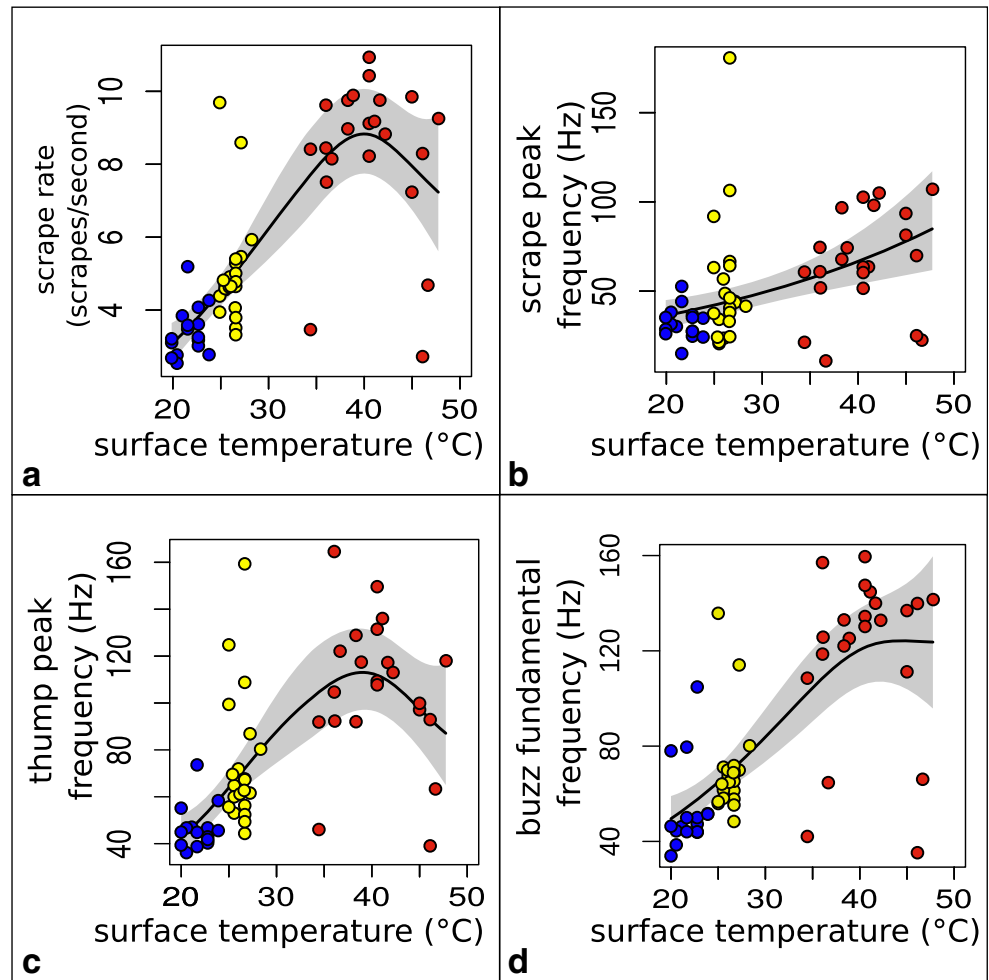 scrape rate
(scrapes/second)
10
8
6
4
20 30 40 50
surface temperature (°C)
a
scrape peak
frequency (Hz)
150
100
50
20 30 40 50
surface temperature (°C)
b
thump peak
frequency (Hz)
160
120
80
40
20 30 40 50
surface temperature (°C)
c
buzz fundamental
frequency (Hz)
160
120
80
40
20 30 40 50
surface temperature (°C)
d